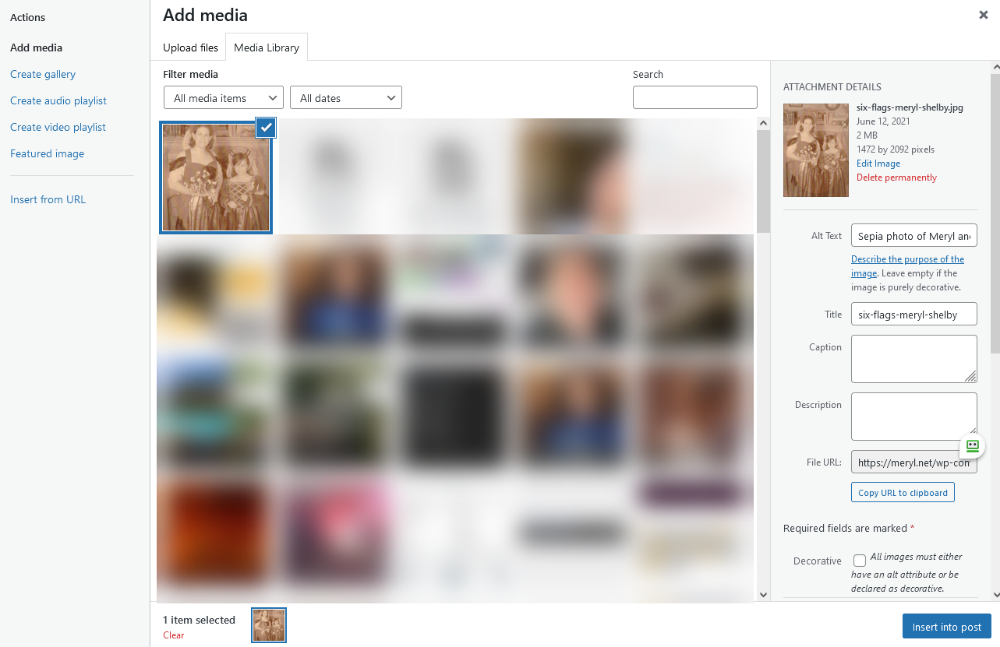 Actions
Add media
Create gallery
Create audio playlist
Create video playlist
Featured image
Insert from URL
Add media
Upload files
Media Library
Filter media
All media items
All dates
Search
ATTACHMENT DETAILS
six-flags-meryl-shelby.jpg
June 12, 2021
2 MB
1472 by 2092 pixels
Edit Image
Delete permanently
Alt Text
Sepia photo of Meryl and
Describe the purpose of the
image. Leave empty if the
image is purely decorative.
Title
six-flags-meryl-shelby
Caption
Description
File URL:
https://meryl.net/wp-con
Copy URL to clipboard
Required fields are marked *
Decorative
All images must either
have an alt attribute or be
declared as decorative.
1 item selected
Clear
Insert into post